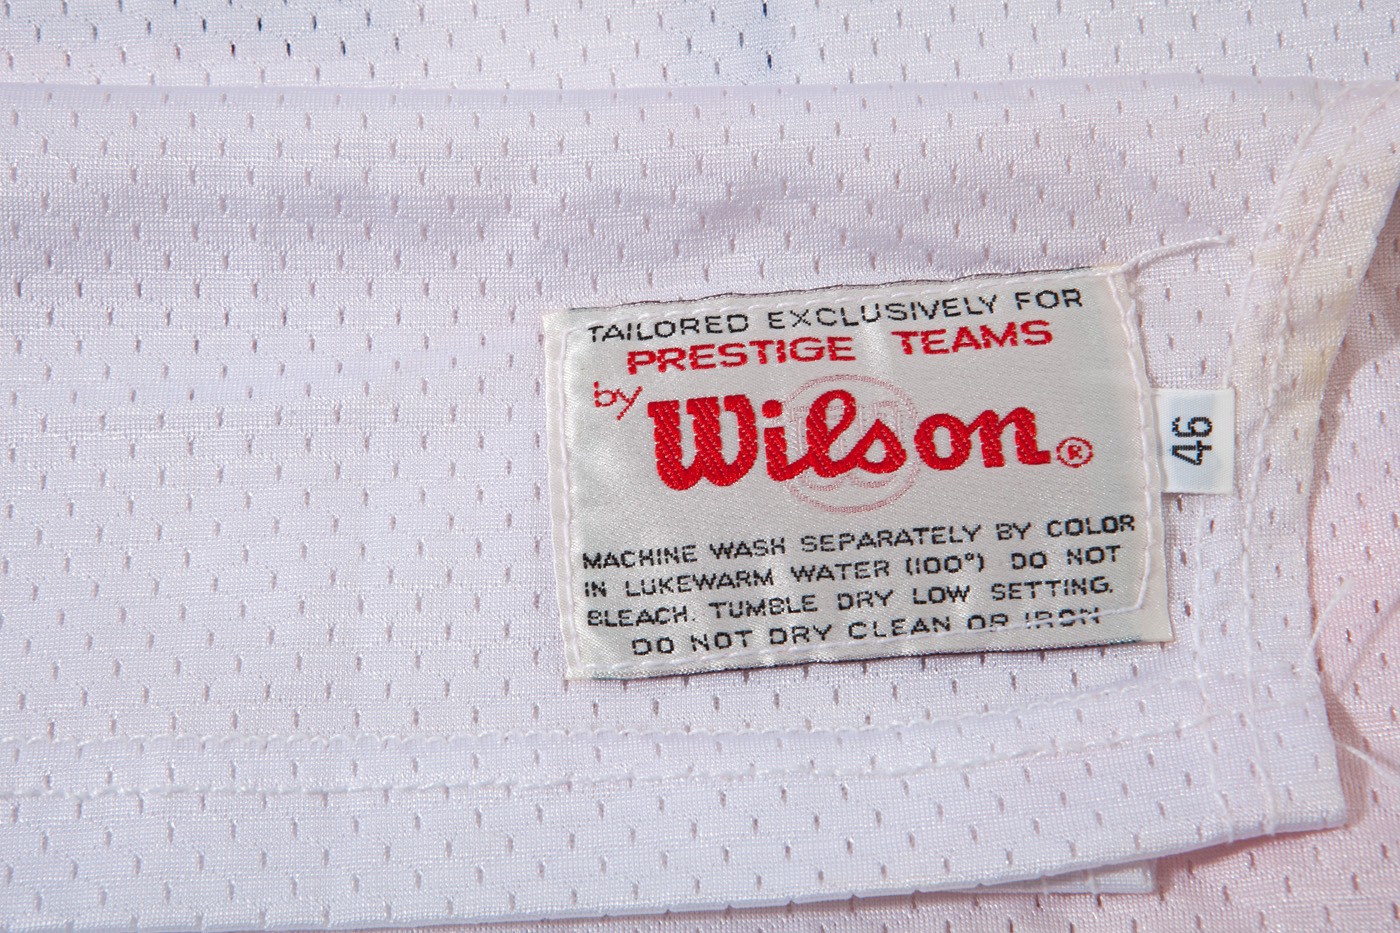 TAILORED EXCLUSIVELY FOR
PRESTIGE TEAMS
by Wilson®
46
MACHINE WASH SEPARATELY BY COLOR
IN LUKEWARM WATER (100°) DO NOT
BLEACH. TUMBLE DRY LOW SETTING.
DO NOT DRY CLEAN OR IRON